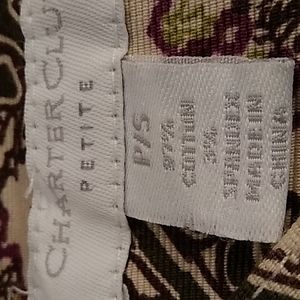 CHARTER CLU
PETITE
P/S
97%
COTTON
3%
SPANDEX
MADE IN
CHINA